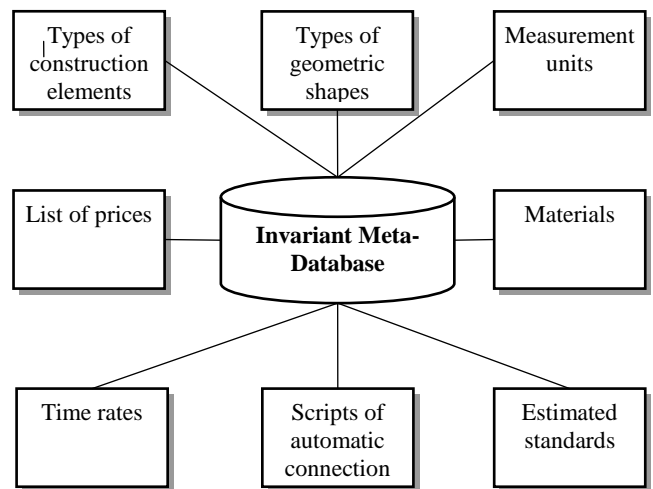 Types of
construction
elements
Types of
geometric
shapes
Measurement
units
List of prices
Invariant Meta-
Database
Materials
Time rates
Scripts of
automatic
connection
Estimated
standards